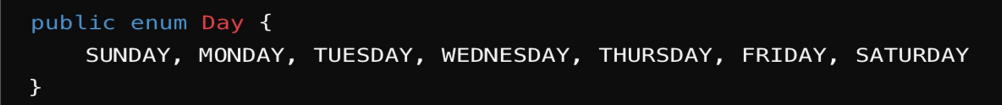 public enum Day {
    SUNDAY, MONDAY, TUESDAY, WEDNESDAY, THURSDAY, FRIDAY, SATURDAY
}